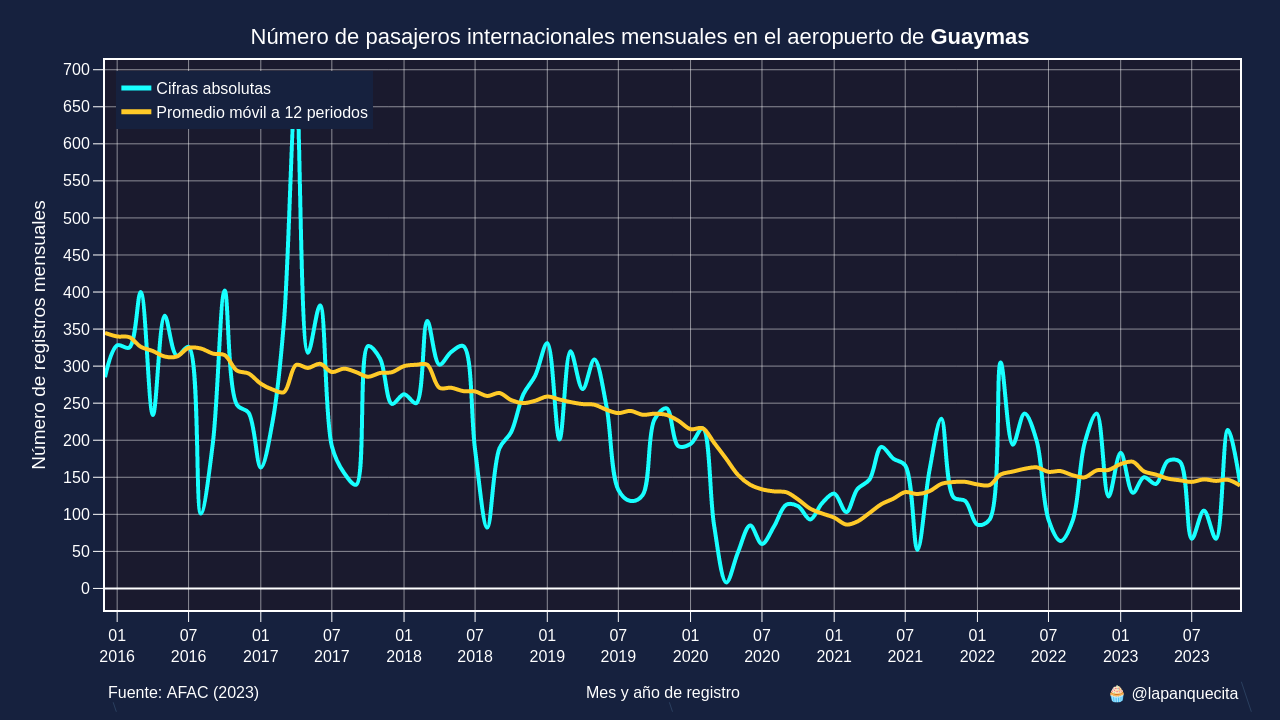 Número de pasajeros internacionales mensuales en el aeropuerto de Guaymas
Cifras absolutas
Promedio móvil a 12 periodos
Número de registros mensuales
700
650
600
550
500
450
400
350
300
250
200
150
100
50
0
01 07 01 07 01 07 01 07 01 07 01 07 01 07 01 07
2016 2016 2017 2017 2018 2018 2019 2019 2020 2020 2021 2021 2022 2022 2023 2023
Fuente: AFAC (2023)
Mes y año de registro
🧁 @lapanquecita